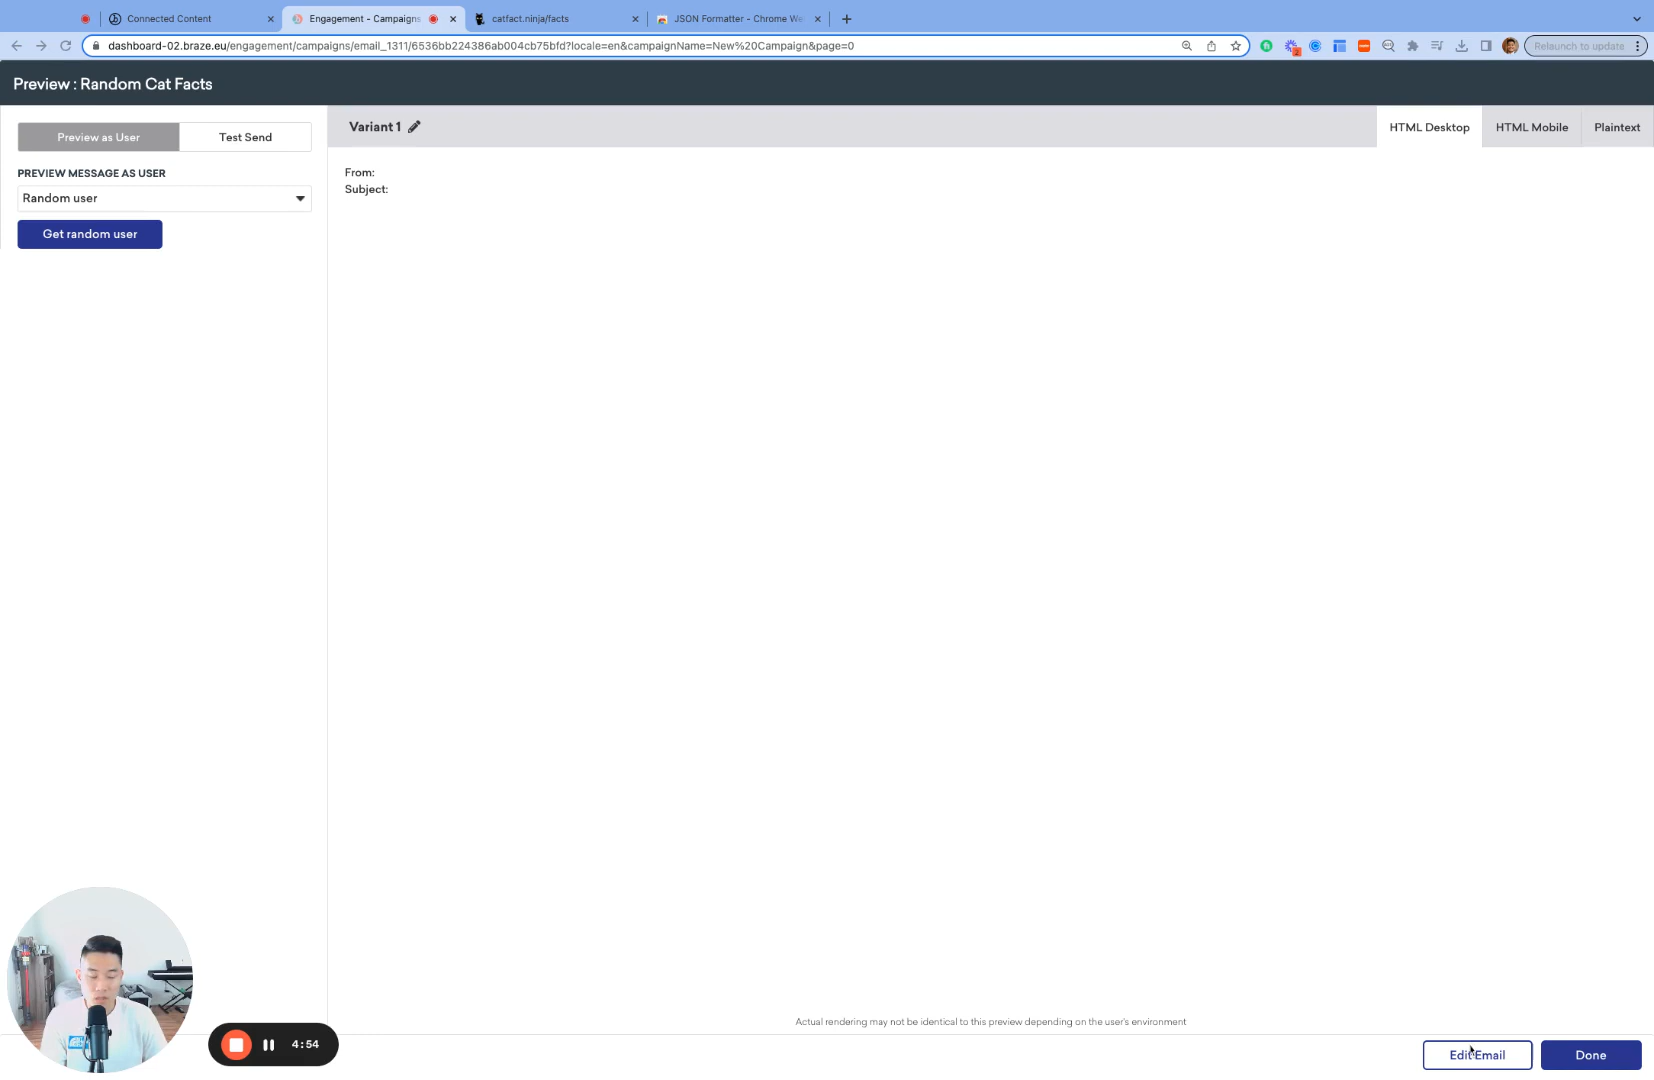 Connected Content
Engagement - Campaigns
catfact.ninja/facts
JSON Formatter - Chrome We
dashboard-02.braze.eu/engagement/campaigns/email_1311/6536bb224386ab004cb75bfd?locale=en&campaignName=New%20Campaign&page=0
Relaunch to update
Preview : Random Cat Facts
Preview as User
Test Send
Variant 1
HTML Desktop
HTML Mobile
Plaintext
PREVIEW MESSAGE AS USER
Random user
Get random user
From:
Subject:
Actual rendering may not be identical to this preview depending on the user's environment
4:54
Edit Email
Done